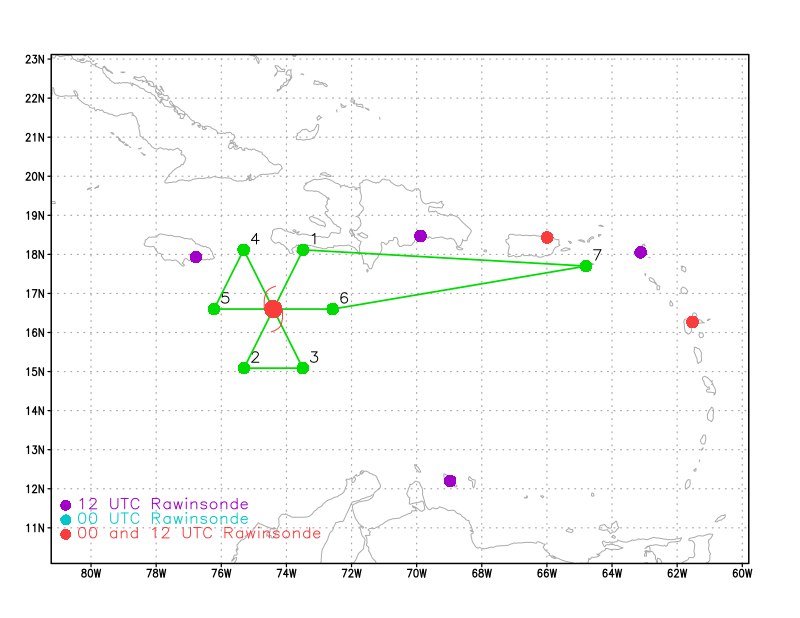 23N
22N
21N
20N
19N
4 1
18N
7
17N
5 6
16N
2 3
15N
14N
13N
12N
12 UTC Rawinsonde
00 UTC Rawinsonde
11N
00 and 12 UTC Rawinsonde
80W 78W 76W 74W 72W 70W 68W 66W 64W 62W 60W